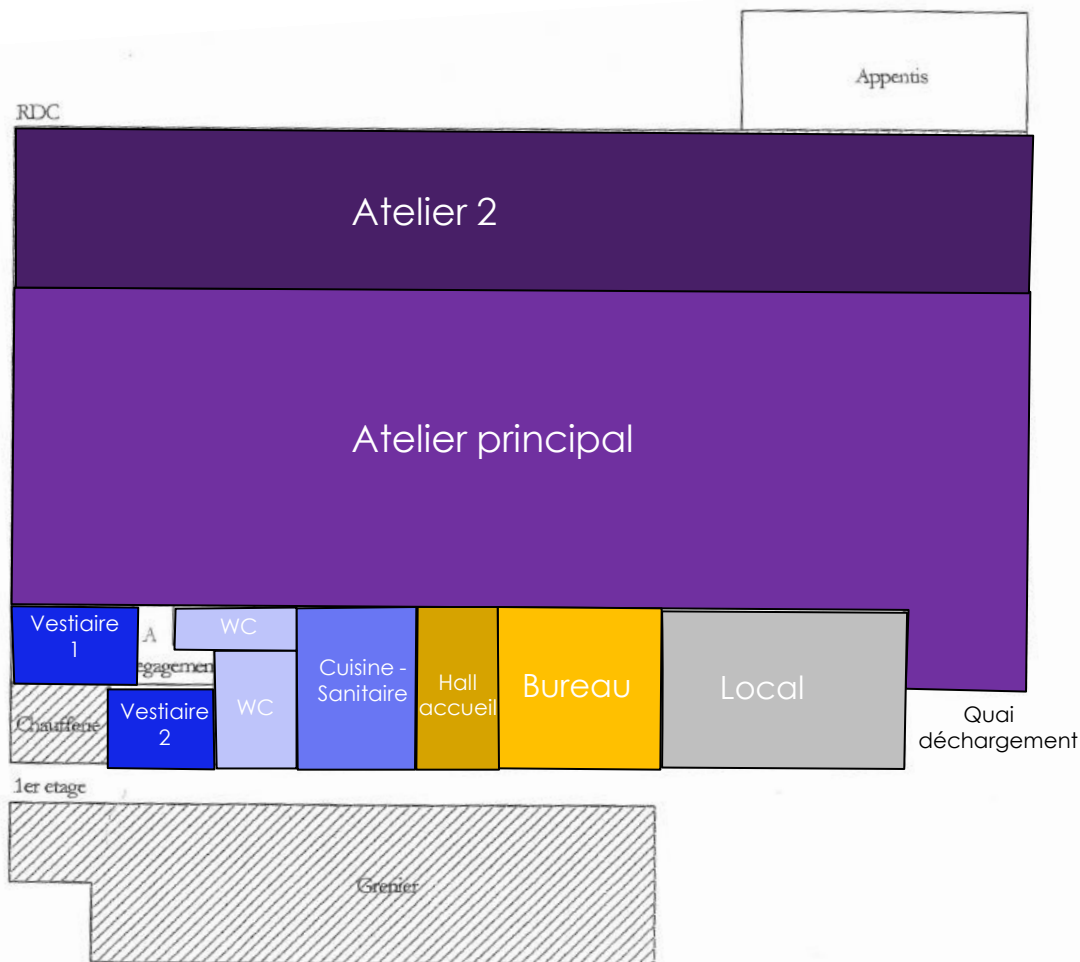 Appentis
RDC
Atelier 2
Atelier principal
Vestiaire
1
A
egagemen
WC
WC
Cuisine -
Sanitaire
Hall
accueil
Bureau
Local
Chaufferie
Vestiaire
2
Quai
déchargement
1er etage
Grenier